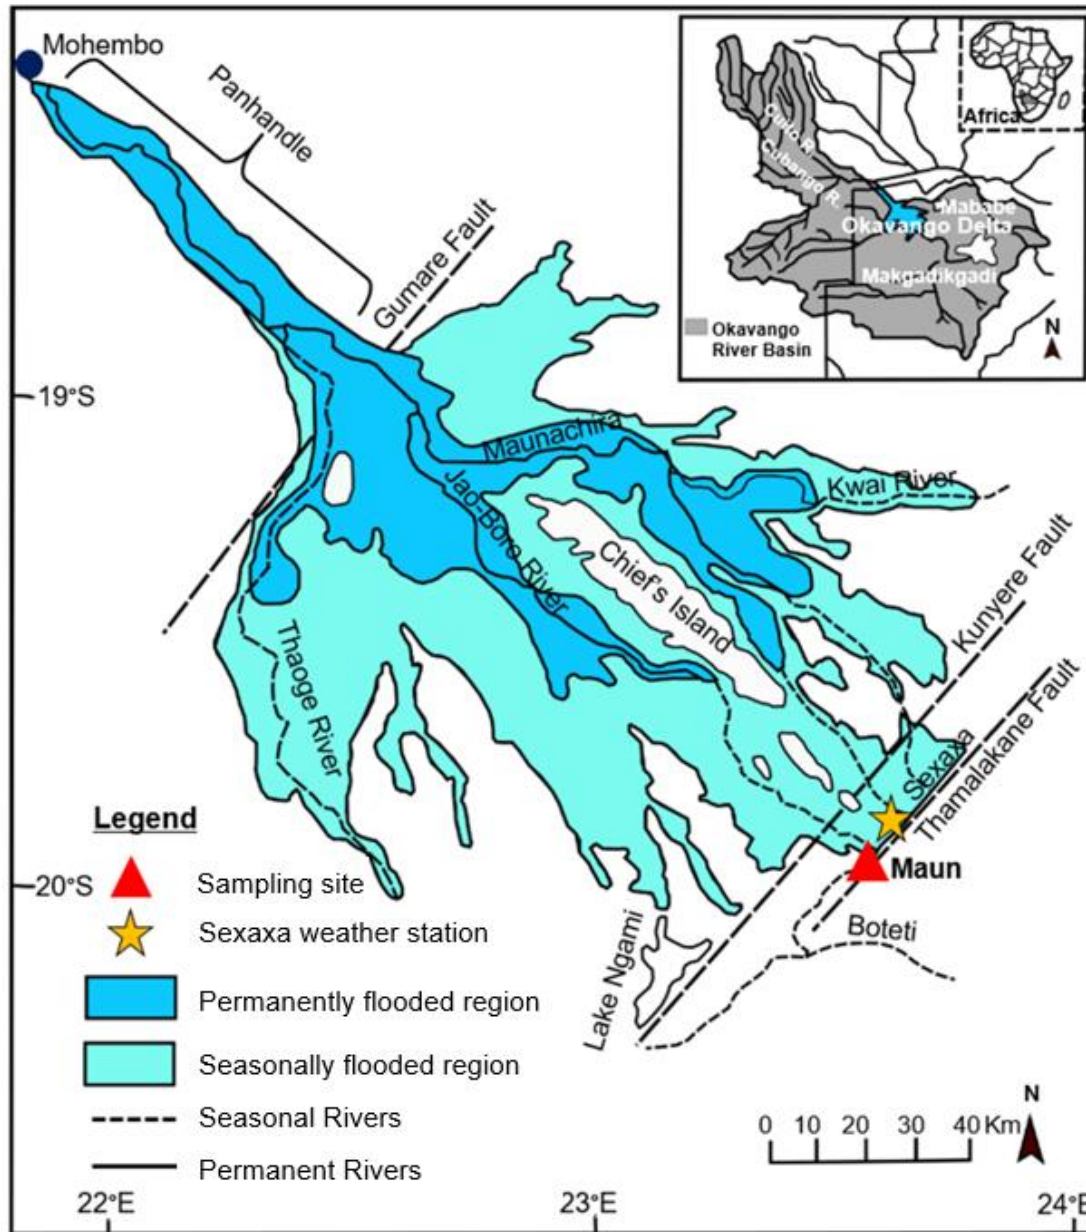 Mohembo
Panhandle
Gumare Fault
Cuito R.
Cubango R.
Africa
Mababe
Okavango Delta
Makgadikgadi
Okavango
River Basin
N
19°S
Maunachira
Kwai River
Jao-Boro River
Chief's Island
Kunyere Fault
Thaoge River
Sexaxa
Thamalakane Fault
Maun
20°S
Boteti
Lake Ngami
Legend
Sampling site
Sexaxa weather station
Permanently flooded region
Seasonally flooded region
Seasonal Rivers
Permanent Rivers
N
0 10 20 30 40 Km
22°E
23°E
24°E